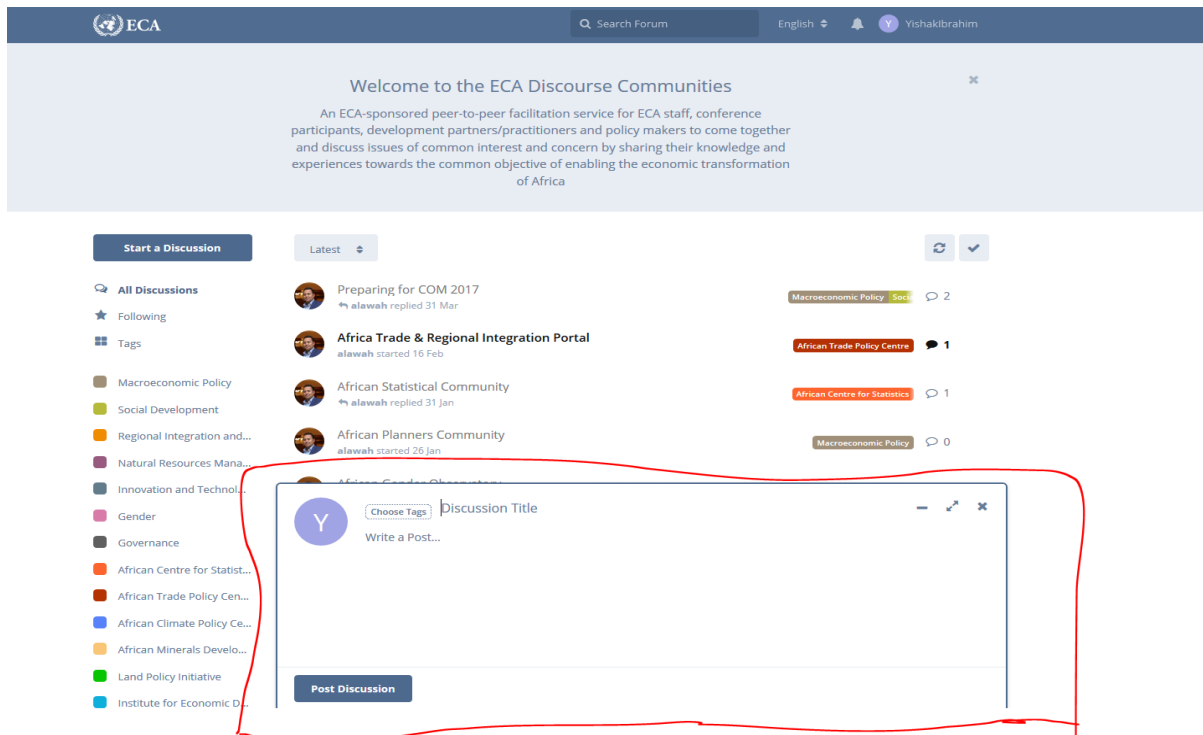 ECA
Search Forum
English
Y YishakIbrahim
Welcome to the ECA Discourse Communities
An ECA-sponsored peer-to-peer facilitation service for ECA staff, conference
participants, development partners/practitioners and policy makers to come together
and discuss issues of common interest and concern by sharing their knowledge and
experiences towards the common objective of enabling the economic transformation
of Africa
Start a Discussion
Latest
All Discussions
Following
Tags
Macroeconomic Policy
Social Development
Regional Integration and...
Natural Resources Mana...
Innovation and Technol...
Gender
Governance
African Centre for Statist...
African Trade Policy Cen...
African Climate Policy Ce...
African Minerals Develo...
Land Policy Initiative
Institute for Economic D...
Preparing for COM 2017
alawah replied 31 Mar
Macroeconomic Policy Soci
2
Africa Trade & Regional Integration Portal
alawah started 16 Feb
African Trade Policy Centre
1
African Statistical Community
alawah replied 31 Jan
African Centre for Statistics
1
African Planners Community
alawah started 26 Jan
Macroeconomic Policy
0
African Gender Observatory
Y
Choose Tags Discussion Title
Write a Post...
Post Discussion